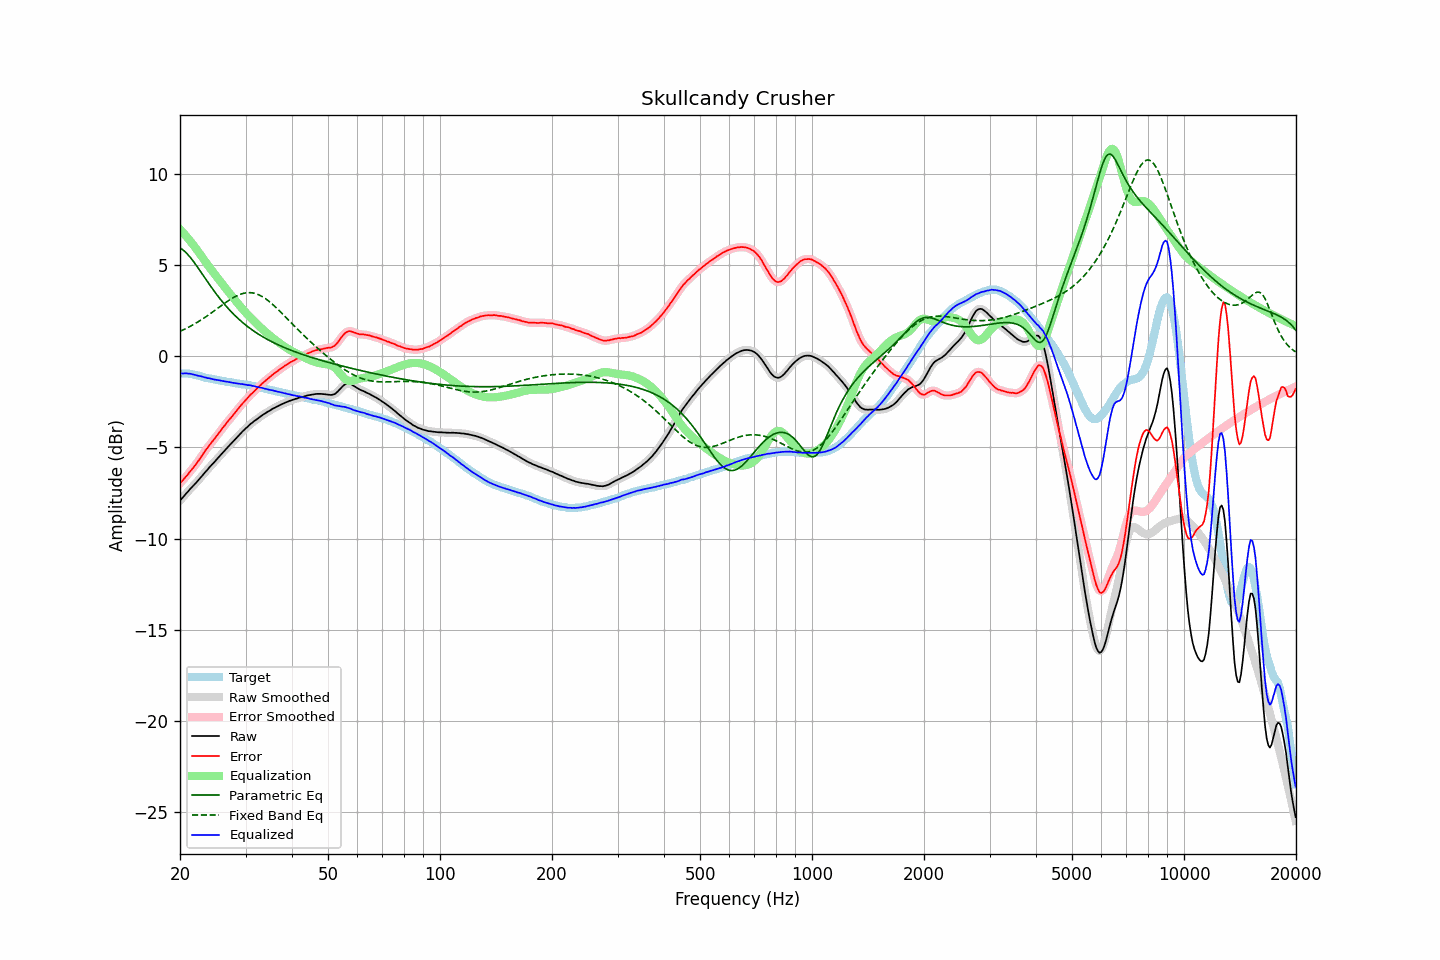 Skullcandy Crusher
Amplitude (dBr)
10
5
0
−5
−10
−15
−20
−25
Target
Raw Smoothed
Error Smoothed
Raw
Error
Equalization
Parametric Eq
Fixed Band Eq
Equalized
20 50 100 200 500 1000 2000 5000 10000 20000
Frequency (Hz)